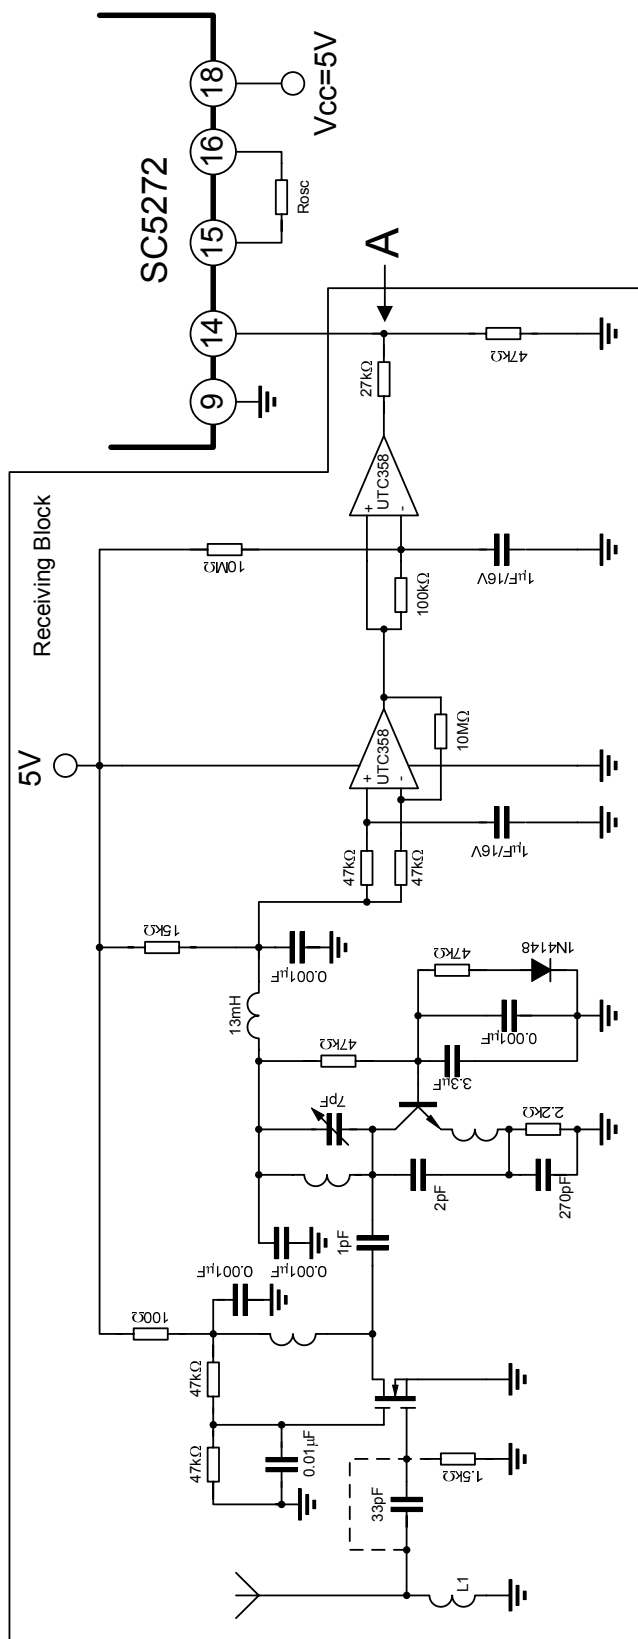 SC5272
18
16
15
14
9
Vcc=5V
Rosc
A
Receiving Block
5V
27kΩ
47kΩ
UTC358
+
-
10MΩ
100kΩ
1µF/16V
UTC358
+
-
10MΩ
47kΩ
47kΩ
1µF/16V
15kΩ
0.001µF
13mH
47kΩ
47kΩ
1N4148
0.001µF
3.3µF
7pF
2.2kΩ
2pF
270pF
1pF
0.001µF
0.001µF
100Ω
47kΩ
47kΩ
0.01µF
33pF
1.5kΩ
L1